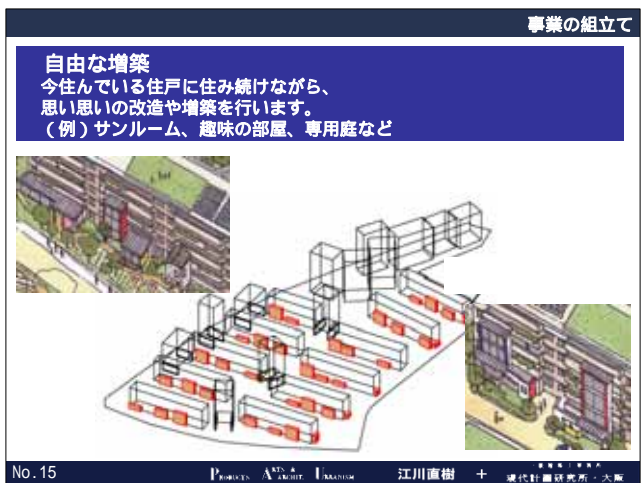 事業の組立て
自由な増築
今住んでいる住戸に住み続けながら、
思い思いの改造や増築を行います。
(例)サンルーム、趣味の部屋、専用庭など
No.15
PRODUCTS ARTS & ARCHIT. URBANISM 江川直樹 + 現代計画研究所・大阪